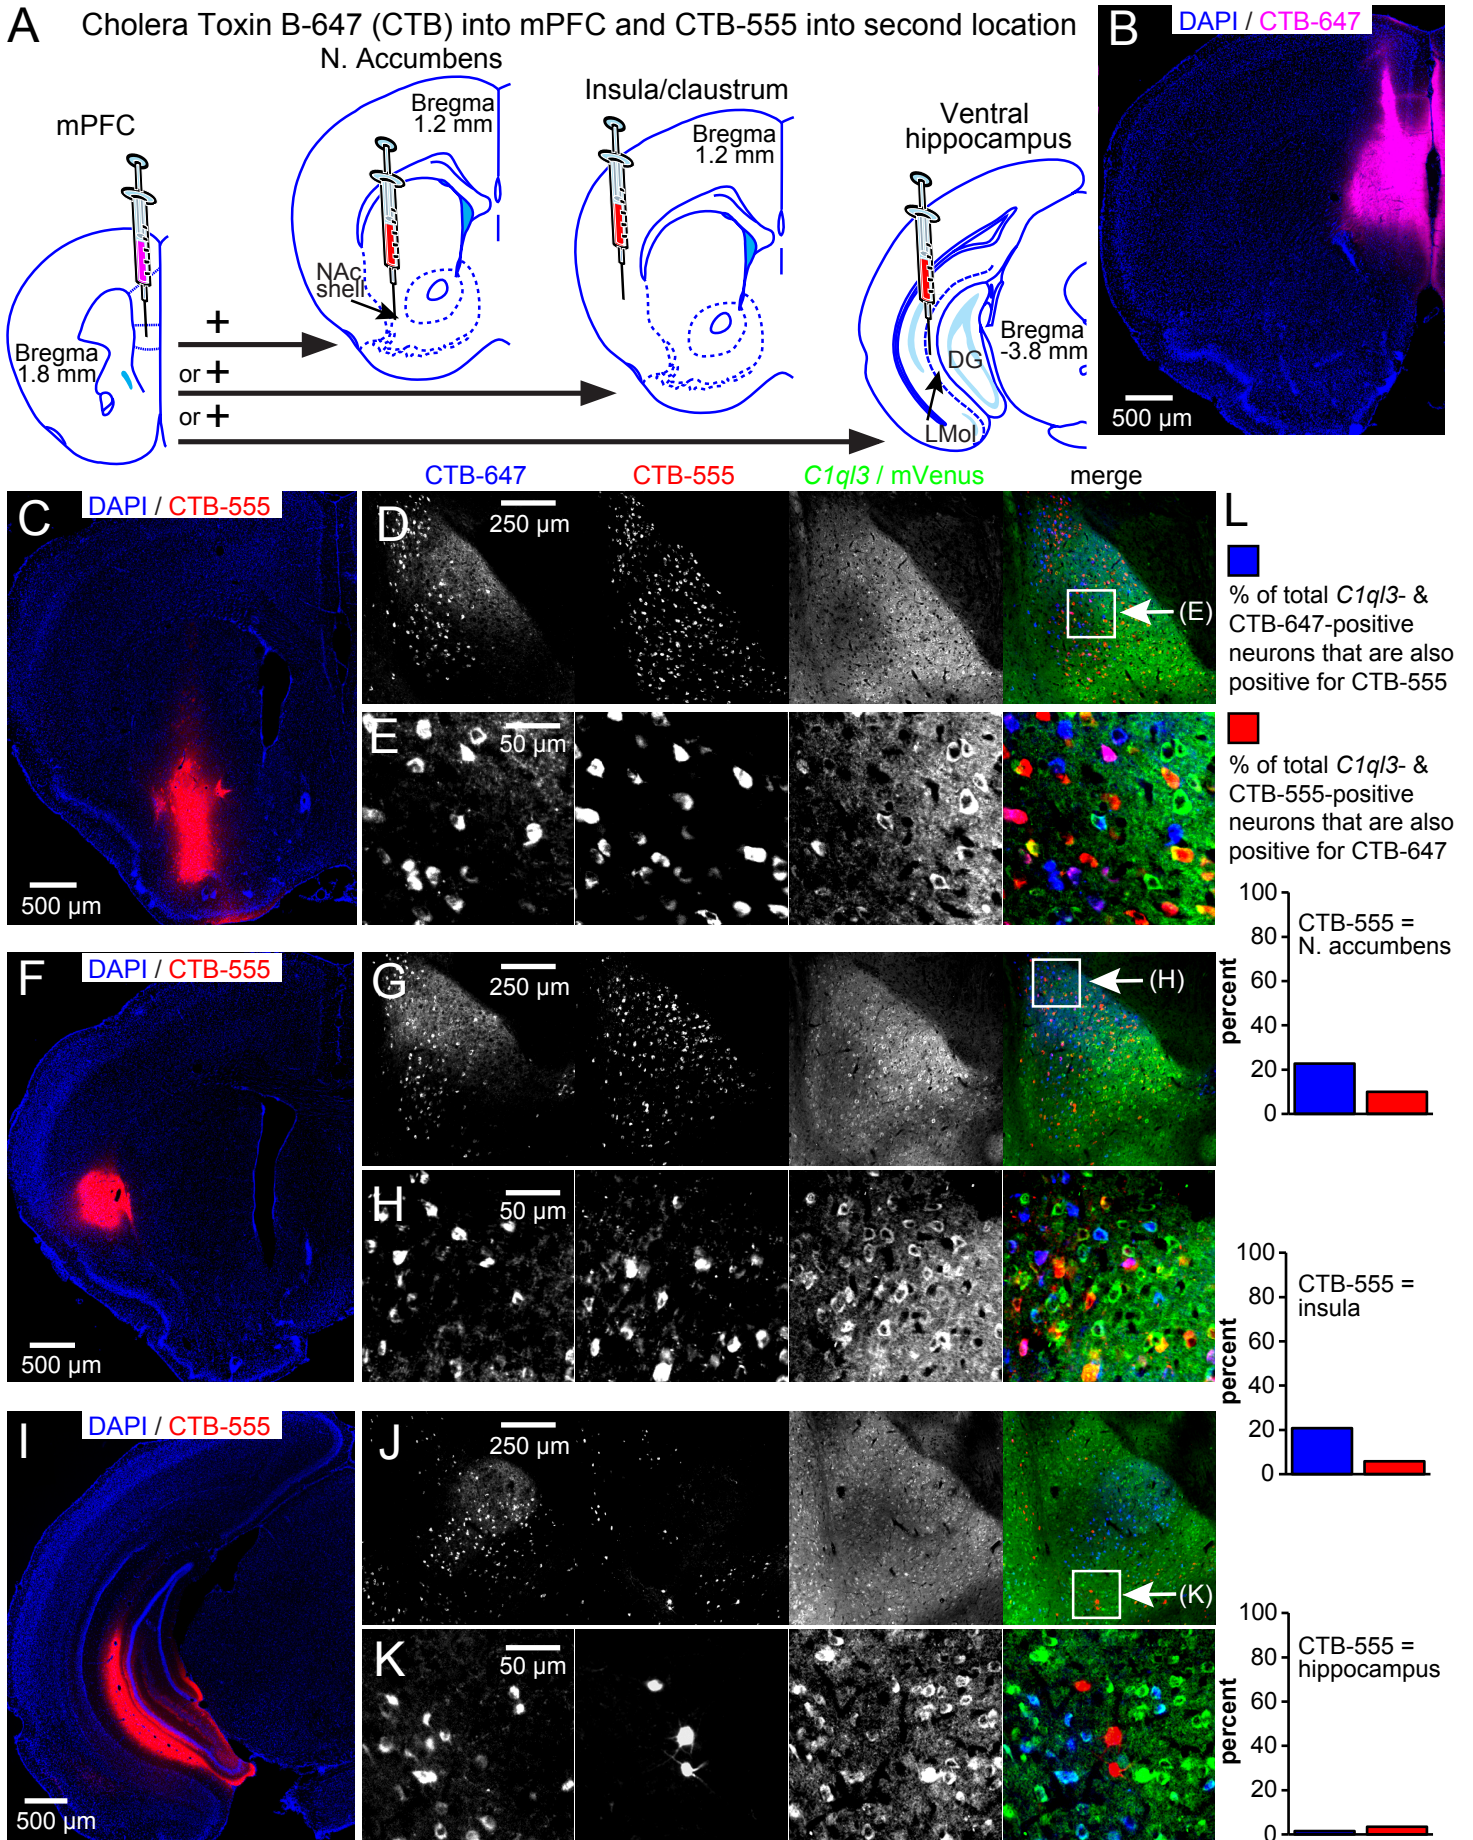 A
Cholera Toxin B-647 (CTB) into mPFC and CTB-555 into second location
mPFC
Bregma
1.8 mm
N. Accumbens
Bregma
1.2 mm
NAc
shell
Insula/claustrum
Bregma
1.2 mm
Ventral
hippocampus
Bregma
-3.8 mm
DG
LMol
+
or +
or +
B
DAPI / CTB-647
500 µm
CTB-647
CTB-555
C1ql3 / mVenus
merge
C
DAPI / CTB-555
500 µm
D
250 µm
(E)
E
50 µm
F
DAPI / CTB-555
500 µm
G
250 µm
(H)
H
50 µm
I
DAPI / CTB-555
500 µm
J
250 µm
(K)
K
50 µm
L
% of total C1ql3- &
CTB-647-positive
neurons that are also
positive for CTB-555
% of total C1ql3- &
CTB-555-positive
neurons that are also
positive for CTB-647
percent
100
80
60
40
20
0
CTB-555 =
N. accumbens
percent
100
80
60
40
20
0
CTB-555 =
insula
percent
100
80
60
40
20
0
CTB-555 =
hippocampus